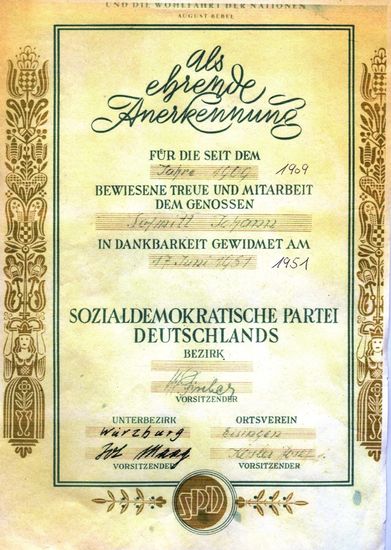 UND DIE WOHLFAHRT DER NATIONEN
AUGUST BEBEL
als
ehrende
Anerkennung
FÜR DIE SEIT DEM
Jahre 1909 1909
BEWIESENE TREUE UND MITARBEIT
DEM GENOSSEN
Schmitt Johann
IN DANKBARKEIT GEWIDMET AM
17. Juni 1951 1951
SOZIALDEMOKRATISCHE PARTEI
DEUTSCHLANDS
BEZIRK
VORSITZENDER
UNTERBEZIRK ORTSVEREIN
Würzburg Eisingen
VORSITZENDER VORSITZENDER
SPD